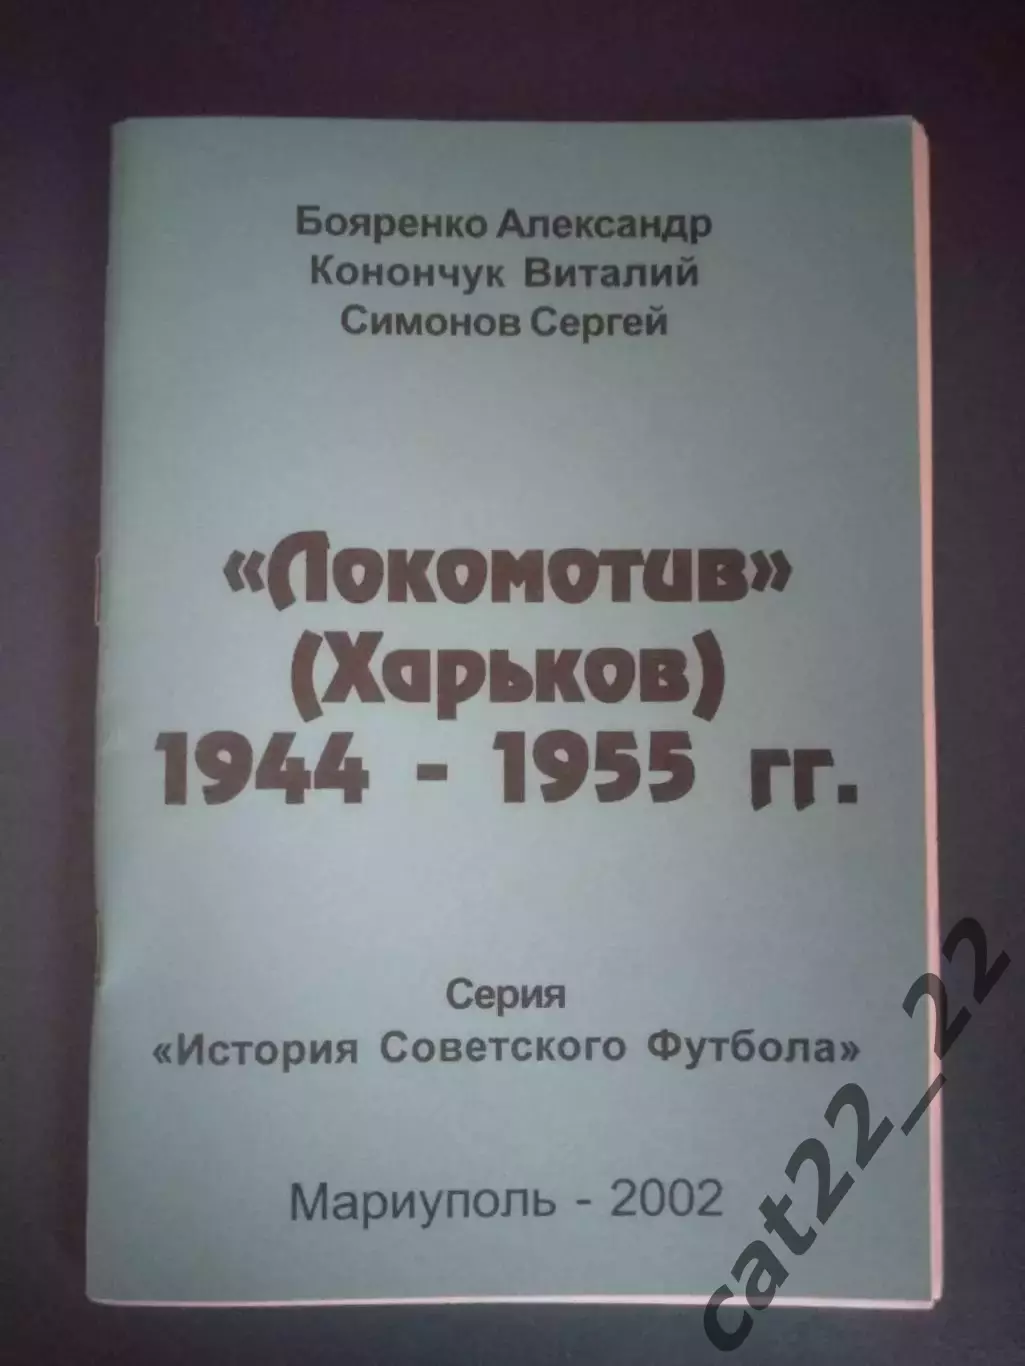 Бояренко Александр
Конончук Виталий
Симонов Сергей
«Локомотив»
(Харьков)
1944 - 1955 гг.
Серия
«История Советского Футбола»
Мариуполь - 2002
cat22_22